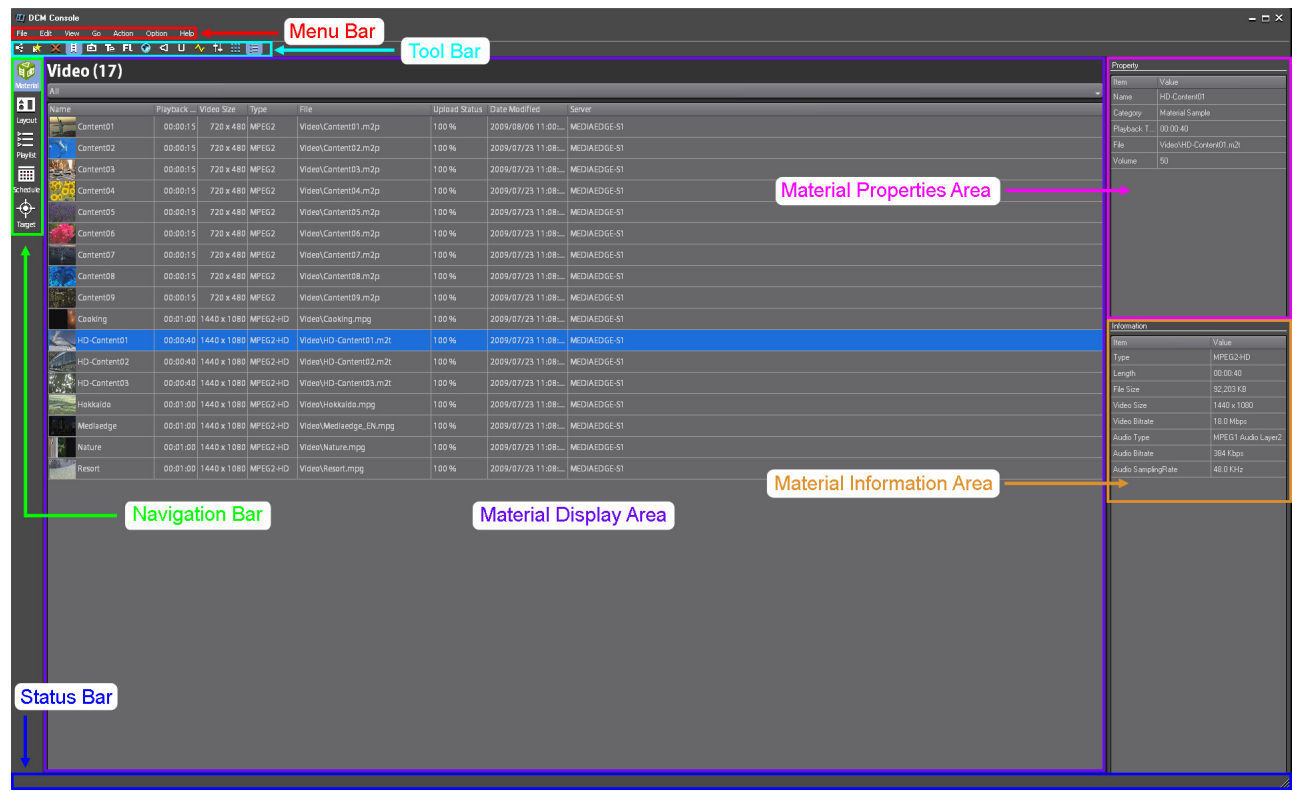 DCM Console
File Edit View Go Action Option Help
Menu Bar
FL U
Tool Bar
Material
Layout
Playlist
Schedule
Target
Video (17)
All
Name Playback ... Video Size Type File Upload Status Date Modified Server
Content01 00:00:15 720 x 480 MPEG2 Video\Content01.m2p 100 % 2009/08/06 11:00:... MEDIAEDGE-S1
Content02 00:00:15 720 x 480 MPEG2 Video\Content02.m2p 100 % 2009/07/23 11:08:... MEDIAEDGE-S1
Content03 00:00:15 720 x 480 MPEG2 Video\Content03.m2p 100 % 2009/07/23 11:08:... MEDIAEDGE-S1
Content04 00:00:15 720 x 480 MPEG2 Video\Content04.m2p 100 % 2009/07/23 11:08:... MEDIAEDGE-S1
Content05 00:00:15 720 x 480 MPEG2 Video\Content05.m2p 100 % 2009/07/23 11:08:... MEDIAEDGE-S1
Content06 00:00:15 720 x 480 MPEG2 Video\Content06.m2p 100 % 2009/07/23 11:08:... MEDIAEDGE-S1
Content07 00:00:15 720 x 480 MPEG2 Video\Content07.m2p 100 % 2009/07/23 11:08:... MEDIAEDGE-S1
Content08 00:00:15 720 x 480 MPEG2 Video\Content08.m2p 100 % 2009/07/23 11:08:... MEDIAEDGE-S1
Content09 00:00:15 720 x 480 MPEG2 Video\Content09.m2p 100 % 2009/07/23 11:08:... MEDIAEDGE-S1
Cooking 00:01:00 1440 x 1080 MPEG2-HD Video\Cooking.mpg 100 % 2009/07/23 11:08:... MEDIAEDGE-S1
HD-Content01 00:00:40 1440 x 1080 MPEG2-HD Video\HD-Content01.m2t 100 % 2009/07/23 11:08:... MEDIAEDGE-S1
HD-Content02 00:00:40 1440 x 1080 MPEG2-HD Video\HD-Content02.m2t 100 % 2009/07/23 11:08:... MEDIAEDGE-S1
HD-Content03 00:00:40 1440 x 1080 MPEG2-HD Video\HD-Content03.m2t 100 % 2009/07/23 11:08:... MEDIAEDGE-S1
Hokkaido 00:01:00 1440 x 1080 MPEG2-HD Video\Hokkaido.mpg 100 % 2009/07/23 11:08:... MEDIAEDGE-S1
Mediaedge 00:01:00 1440 x 1080 MPEG2-HD Video\Mediaedge_EN.mpg 100 % 2009/07/23 11:08:... MEDIAEDGE-S1
Nature 00:01:00 1440 x 1080 MPEG2-HD Video\Nature.mpg 100 % 2009/07/23 11:08:... MEDIAEDGE-S1
Resort 00:01:00 1440 x 1080 MPEG2-HD Video\Resort.mpg 100 % 2009/07/23 11:08:... MEDIAEDGE-S1
Property
Item Value
Name HD-Content01
Category Material Sample
Playback T... 00:00:40
File Video\HD-Content01.m2t
Volume 50
Material Properties Area
Information
Item Value
Type MPEG2-HD
Length 00:00:40
File Size 92,203 KB
Video Size 1440 x 1080
Video Bitrate 18.0 Mbps
Audio Type MPEG1 Audio Layer2
Audio Bitrate 384 Kbps
Audio SamplingRate 48.0 KHz
Material Information Area
Navigation Bar
Material Display Area
Status Bar